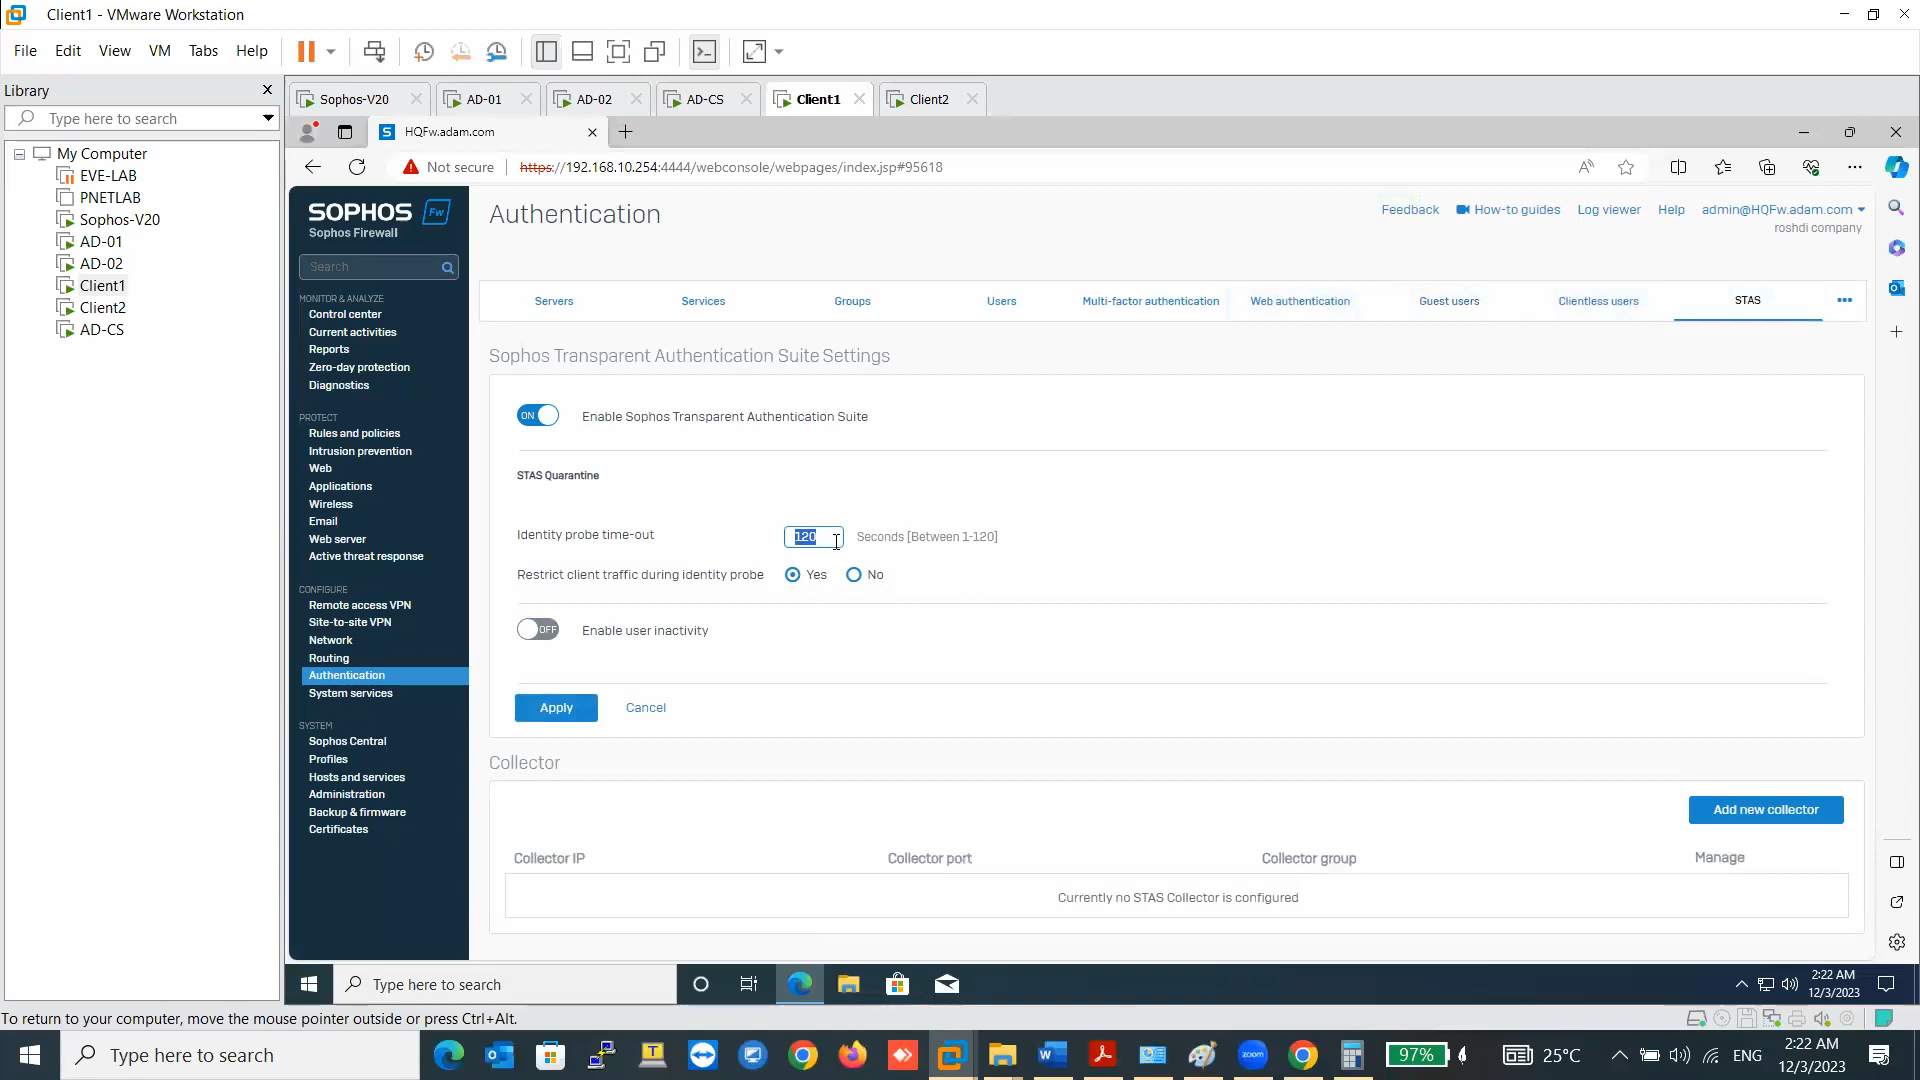 Client1 - VMware Workstation
File Edit View VM Tabs Help
Library
Type here to search
My Computer
EVE-LAB
PNETLAB
Sophos-V20
AD-01
AD-02
Client1
Client2
AD-CS
Sophos-V20 AD-01 AD-02 AD-CS Client1 Client2
HQFw.adam.com
Not secure https://192.168.10.254:4444/webconsole/webpages/index.jsp#95618
SOPHOS Fw
Sophos Firewall
Search
MONITOR & ANALYZE
Control center
Current activities
Reports
Zero-day protection
Diagnostics
PROTECT
Rules and policies
Intrusion prevention
Web
Applications
Wireless
Email
Web server
Active threat response
CONFIGURE
Remote access VPN
Site-to-site VPN
Network
Routing
Authentication
System services
SYSTEM
Sophos Central
Profiles
Hosts and services
Administration
Backup & firmware
Certificates
Authentication
Feedback How-to guides Log viewer Help admin@HQFw.adam.com
roshdi company
Servers Services Groups Users Multi-factor authentication Web authentication Guest users Clientless users STAS
Sophos Transparent Authentication Suite Settings
ON Enable Sophos Transparent Authentication Suite
STAS Quarantine
Identity probe time-out 120 Seconds [Between 1-120]
Restrict client traffic during identity probe Yes No
OFF Enable user inactivity
Apply Cancel
Collector
Add new collector
Collector IP Collector port Collector group Manage
Currently no STAS Collector is configured
Type here to search
2:22 AM
12/3/2023
To return to your computer, move the mouse pointer outside or press Ctrl+Alt.
Type here to search
zoom
97% 25°C ENG
2:22 AM
12/3/2023